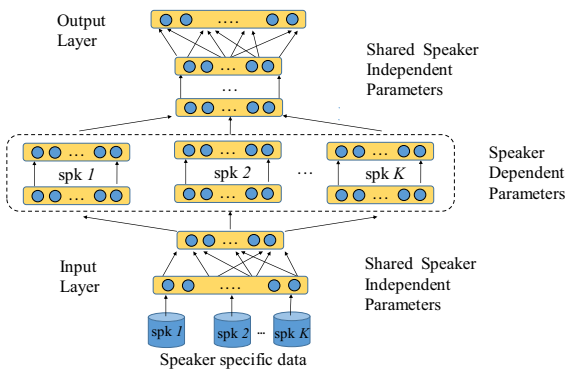 Output
Layer
....
Shared Speaker
Independent
Parameters
...
...
...
... ... ...
spk 1 spk 2 ... spk K
... ... ...
Speaker
Dependent
Parameters
...
Input
Layer
....
Shared Speaker
Independent
Parameters
spk 1 spk 2 ... spk K
Speaker specific data